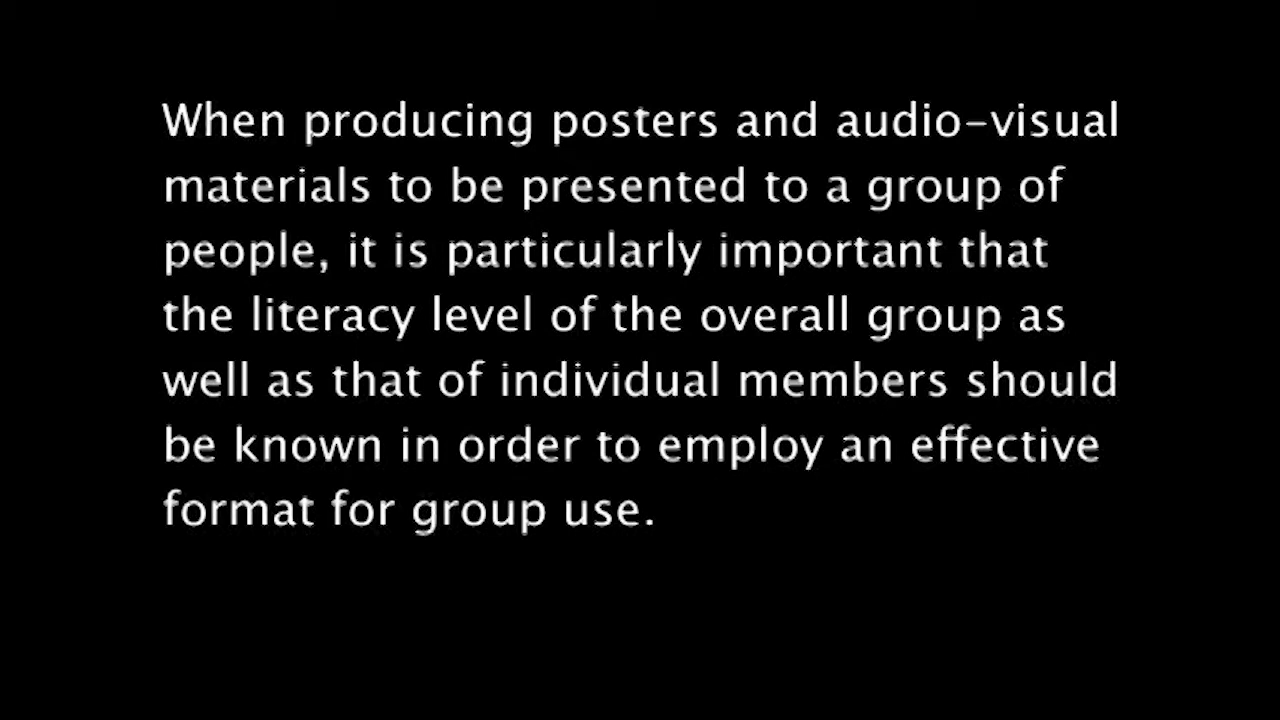 When producing posters and audio-visual
materials to be presented to a group of
people, it is particularly important that
the literacy level of the overall group as
well as that of individual members should
be known in order to employ an effective
format for group use.